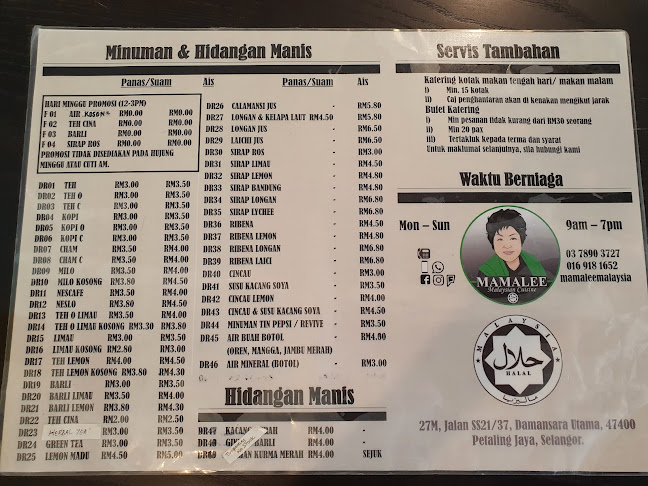 Minuman & Hidangan Manis
Panas/Suam Ais
HARI MINGGU PROMOSI (12-3PM)
F 01 AIR KOSONG RM0.00 RM0.00
F 02 TEH CINA RM0.00 RM0.00
F 03 BARLI RM0.00 RM0.00
F 04 SIRAP ROS RM0.00 RM0.00
PROMOSI TIDAK DISEDIAKAN PADA HUJUNG
MINGGU ATAU CUTI AM.
DR01 TEH RM3.00 RM3.50
DR02 TEH O RM3.00 RM3.50
DR03 TEH C RM3.00 RM3.50
DR04 KOPI RM3.00 RM3.50
DR05 KOPI O RM3.00 RM3.50
DR06 KOPI C RM3.00 RM3.50
DR07 CHAM RM3.50 RM4.00
DR08 CHAM C RM3.50 RM4.00
DR09 MILO RM3.50 RM4.00
DR10 MILO KOSONG RM3.80 RM4.50
DR11 NESCAFE RM3.50 RM4.00
DR12 NESLO RM3.80 RM4.50
DR13 TEH O LIMAU RM3.50 RM4.00
DR14 TEH O LIMAU KOSONG RM3.30 RM3.80
DR15 LIMAU RM3.00 RM3.50
DR16 LIMAU KOSONG RM2.80 RM3.00
DR17 TEH LEMON RM4.00 RM4.50
DR18 TEH LEMON KOSONG RM3.80 RM4.30
DR19 BARLI RM3.00 RM3.50
DR20 BARLI LIMAU RM3.50 RM4.00
DR21 BARLI LEMON RM3.80 RM4.30
DR22 TEH CINA RM2.00 RM2.00
DR23 HERBAL TEA RM3.00 RM3.50
DR24 GREEN TEA RM3.00 RM3.50
DR25 LEMON MADU RM4.50 RM5.00
Panas/Suam Ais
DR26 CALAMANSI JUS - RM5.80
DR27 LONGAN & KELAPA LAUT RM4.50 RM5.80
DR28 LONGAN JUS - RM6.50
DR29 LAICHI JUS - RM6.50
DR30 SIRAP ROS - RM3.00
DR31 SIRAP LIMAU - RM4.50
DR32 SIRAP LEMON - RM4.80
DR33 SIRAP BANDUNG - RM4.80
DR34 SIRAP LONGAN - RM6.80
DR35 SIRAP LYCHEE - RM6.80
DR36 RIBENA - RM4.50
DR37 RIBENA LEMON - RM4.80
DR38 RIBENA LONGAN - RM6.80
DR39 RIBENA LAICI - RM6.80
DR40 CINCAU - RM3.00
DR41 SUSU KACANG SOYA - RM3.50
DR42 CINCAU LEMON - RM4.00
DR43 CINCAU & SUSU KACANG SOYA - RM4.50
DR44 MINUMAN TIN PEPSI / REVIVE - RM3.50
DR45 AIR BUAH BOTOL - RM4.80
(OREN, MANGGA, JAMBU MERAH)
DR46 AIR MINERAL (BOTOL) RM3.00
Hidangan Manis
DR47 KACANG RM4.00 -
DR48 BARLI RM4.00 -
KURMA MERAH RM4.00 SEJUK
Servis Tambahan
Katering kotak makan tengah hari/ makan malam
i) Min. 15 kotak
ii) Caj penghantaran akan di kenakan mengikut jarak
Bufet Katering
i) Min pesanan tidak kurang dari RM30 seorang
ii) Min 20 pax
iii) Tertakluk kepada terma dan syarat
Untuk maklumat selanjutnya, sila hubungi kami
Waktu Berniaga
Mon – Sun 9am – 7pm
03 7890 3727
016 918 1652
mamaleemalaysia
MAMALEE
Malaysian Cuisine
MALAYSIA
حلال
HALAL
مليسيا
27M, Jalan SS21/37, Damansara Utama, 47400
Petaling Jaya, Selangor.